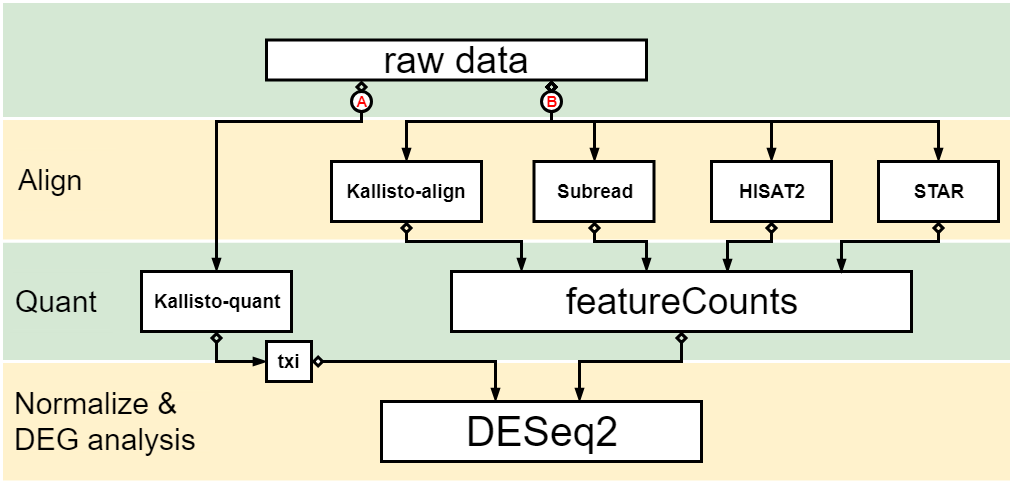 raw data
A
B
Align
Kallisto-align
Subread
HISAT2
STAR
Quant
Kallisto-quant
featureCounts
txi
Normalize &
DEG analysis
DESeq2